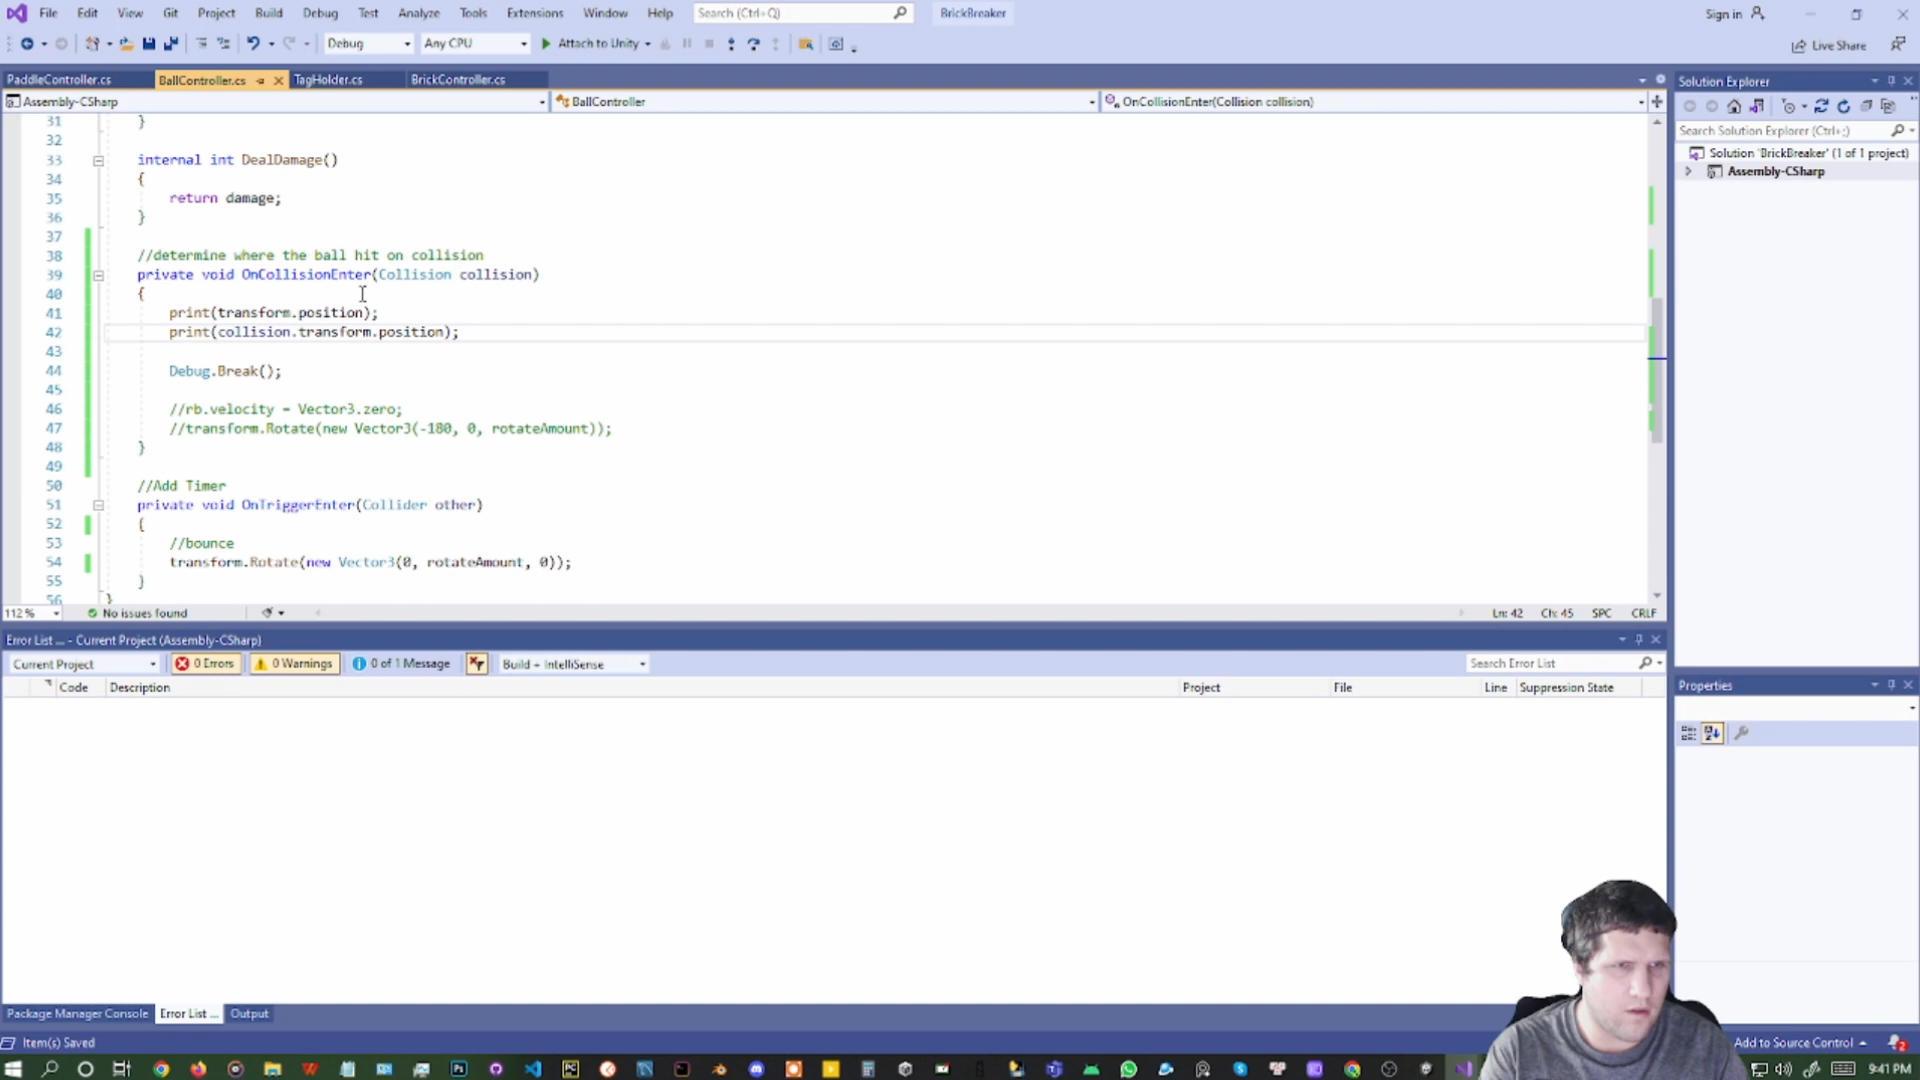 File Edit View Git Project Build Debug Test Analyze Tools Extensions Window Help Search (Ctrl+Q) BrickBreaker Sign in
Debug Any CPU Attach to Unity Live Share
PaddleController.cs BallController.cs TagHolder.cs BrickController.cs
Assembly-CSharp BallController OnCollisionEnter(Collision collision)
31 }
32
33 internal int DealDamage()
34 {
35 return damage;
36 }
37
38 //determine where the ball hit on collision
39 private void OnCollisionEnter(Collision collision)
40 {
41 print(transform.position);
42 print(collision.transform.position);
43
44 Debug.Break();
45
46 //rb.velocity = Vector3.zero;
47 //transform.Rotate(new Vector3(-180, 0, rotateAmount));
48 }
49
50 //Add Timer
51 private void OnTriggerEnter(Collider other)
52 {
53 //bounce
54 transform.Rotate(new Vector3(0, rotateAmount, 0));
55 }
56 }
112 % No issues found Ln: 42 Ch: 45 SPC CRLF
Solution Explorer
Search Solution Explorer (Ctrl+;)
Solution 'BrickBreaker' (1 of 1 project)
Assembly-CSharp
Error List ... - Current Project (Assembly-CSharp)
Current Project 0 Errors 0 Warnings 0 of 1 Message Build + IntelliSense Search Error List
Code Description Project File Line Suppression State
Properties
Package Manager Console Error List ... Output
Item(s) Saved Add to Source Control 2
9:41 PM